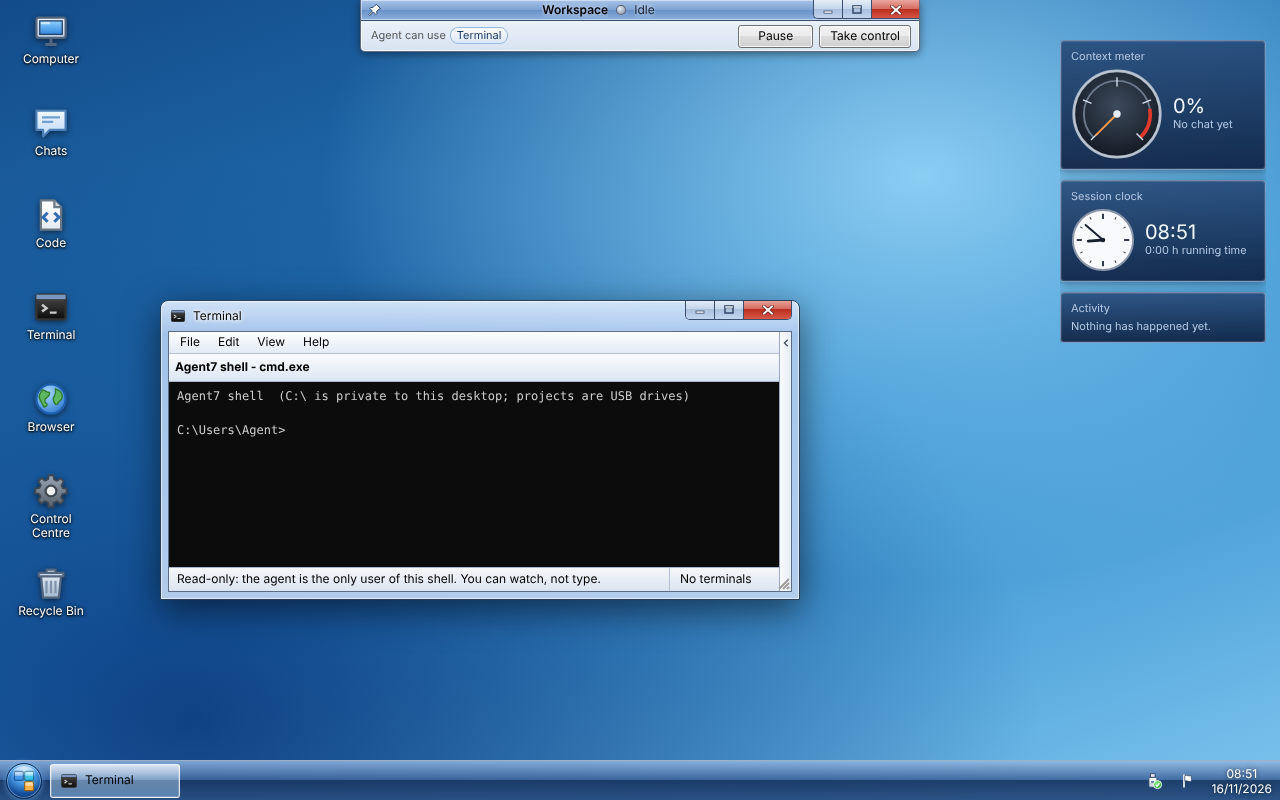 Workspace Idle
Agent can use Terminal Pause Take control
Computer
Chats
Code
Terminal
Browser
Control
Centre
Recycle Bin
Context meter
0%
No chat yet
Session clock
08:51
0:00 h running time
Activity
Nothing has happened yet.
Terminal
File Edit View Help
Agent7 shell - cmd.exe
Agent7 shell (C:\ is private to this desktop; projects are USB drives)
C:\Users\Agent>
Read-only: the agent is the only user of this shell. You can watch, not type. No terminals
Terminal
08:51
16/11/2026